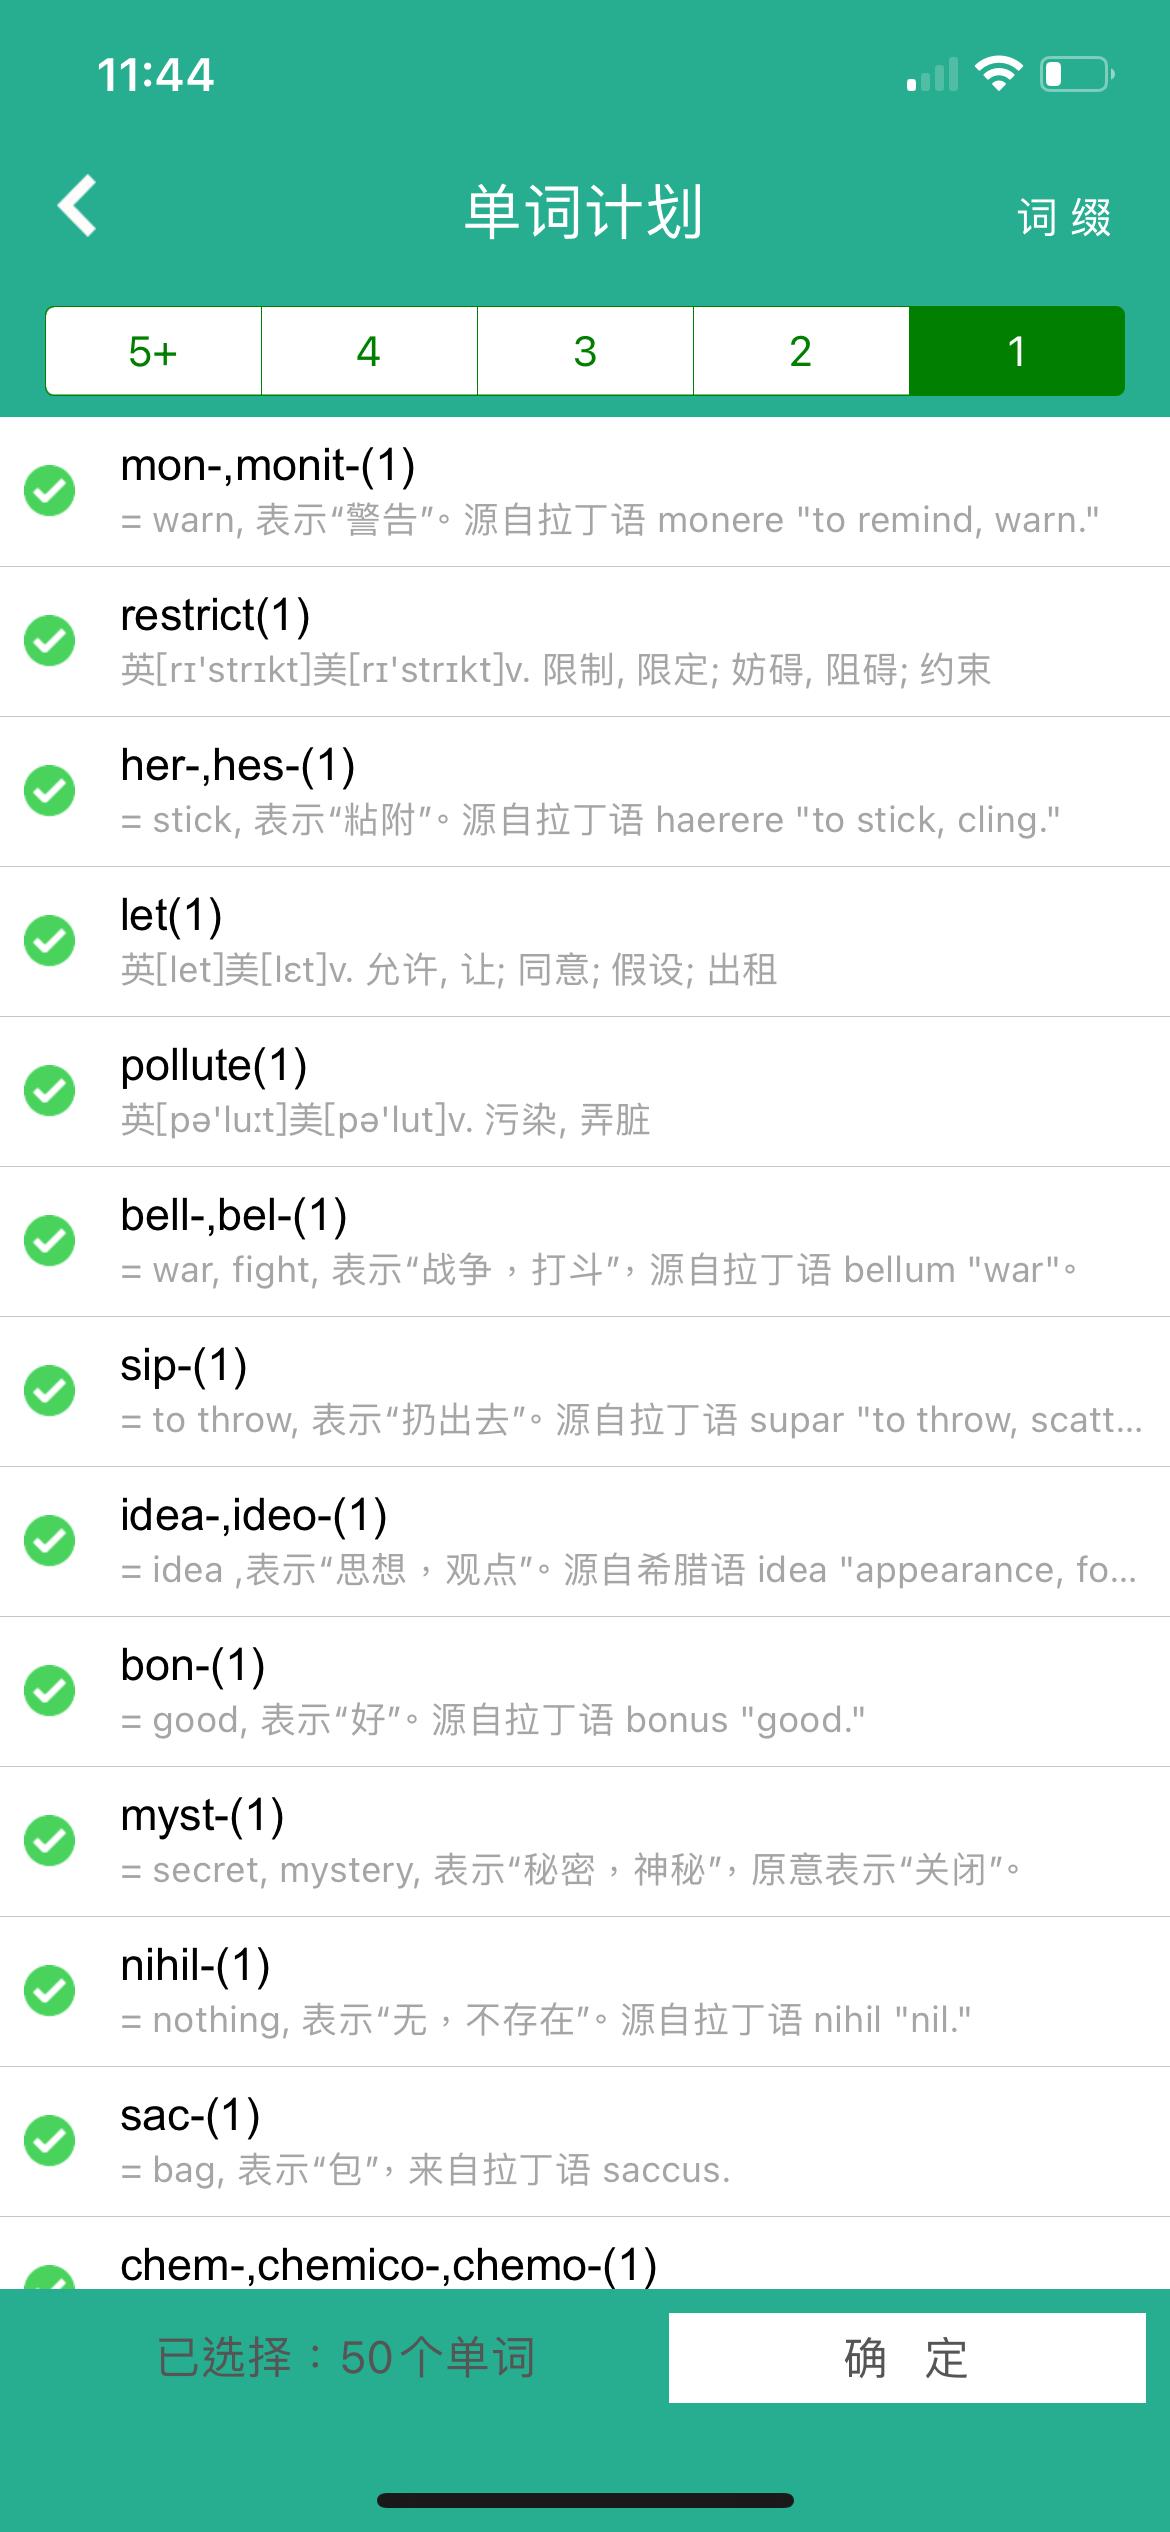 11:44
单词计划
词 缀
5+ 4 3 2 1
mon-,monit-(1)
= warn, 表示“警告”。源自拉丁语 monere "to remind, warn."
restrict(1)
英[rɪ'strɪkt]美[rɪ'strɪkt]v. 限制, 限定; 妨碍, 阻碍; 约束
her-,hes-(1)
= stick, 表示“粘附”。源自拉丁语 haerere "to stick, cling."
let(1)
英[let]美[lɛt]v. 允许, 让; 同意; 假设; 出租
pollute(1)
英[pə'luːt]美[pə'lut]v. 污染, 弄脏
bell-,bel-(1)
= war, fight, 表示“战争，打斗”，源自拉丁语 bellum "war"。
sip-(1)
= to throw, 表示“扔出去”。源自拉丁语 supar "to throw, scatt...
idea-,ideo-(1)
= idea ,表示“思想，观点”。源自希腊语 idea "appearance, fo...
bon-(1)
= good, 表示“好”。源自拉丁语 bonus "good."
myst-(1)
= secret, mystery, 表示“秘密，神秘”，原意表示“关闭”。
nihil-(1)
= nothing, 表示“无，不存在”。源自拉丁语 nihil "nil."
sac-(1)
= bag, 表示“包”，来自拉丁语 saccus.
chem-,chemico-,chemo-(1)
已选择：50个单词
确 定